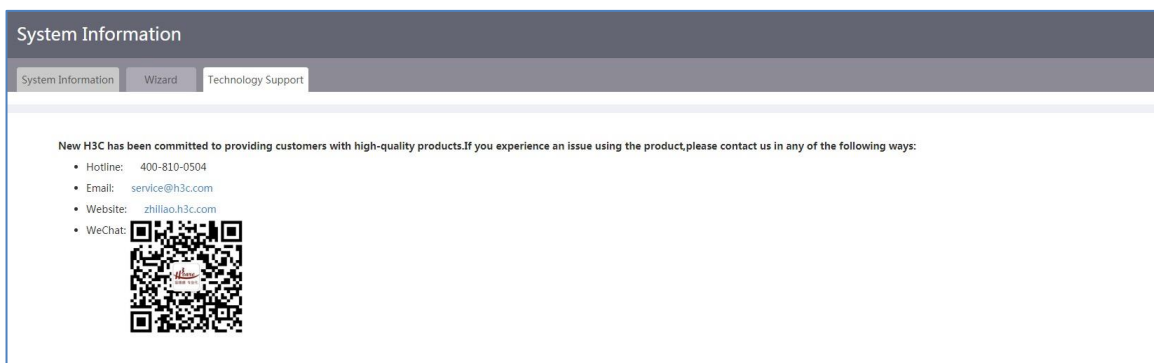 System Information
System Information Wizard Technology Support
New H3C has been committed to providing customers with high-quality products.If you experience an issue using the product,please contact us in any of the following ways:
• Hotline: 400-810-0504
• Email: service@h3c.com
• Website: zhiliao.h3c.com
• WeChat: